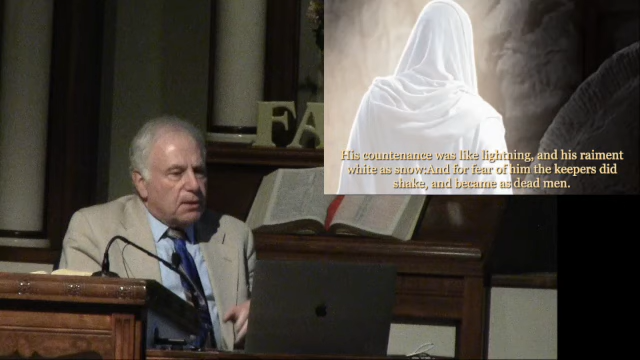 His countenance was like lightning, and his raiment
white as snow:And for fear of him the keepers did
shake, and became as dead men.
FA